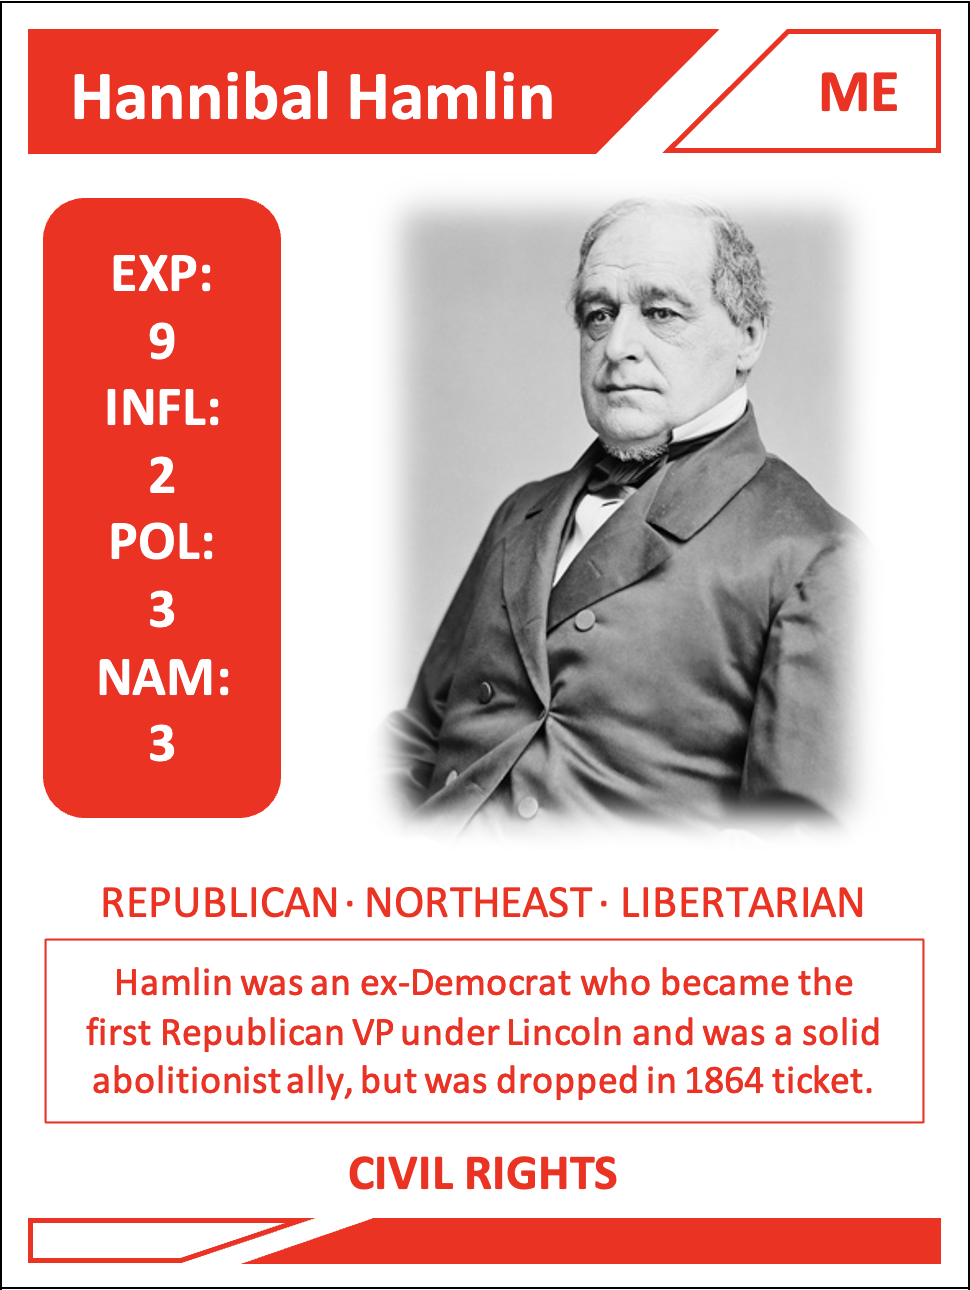 Hannibal Hamlin
ME
EXP:
9
INFL:
2
POL:
3
NAM:
3
REPUBLICAN · NORTHEAST · LIBERTARIAN
Hamlin was an ex-Democrat who became the
first Republican VP under Lincoln and was a solid
abolitionist ally, but was dropped in 1864 ticket.
CIVIL RIGHTS